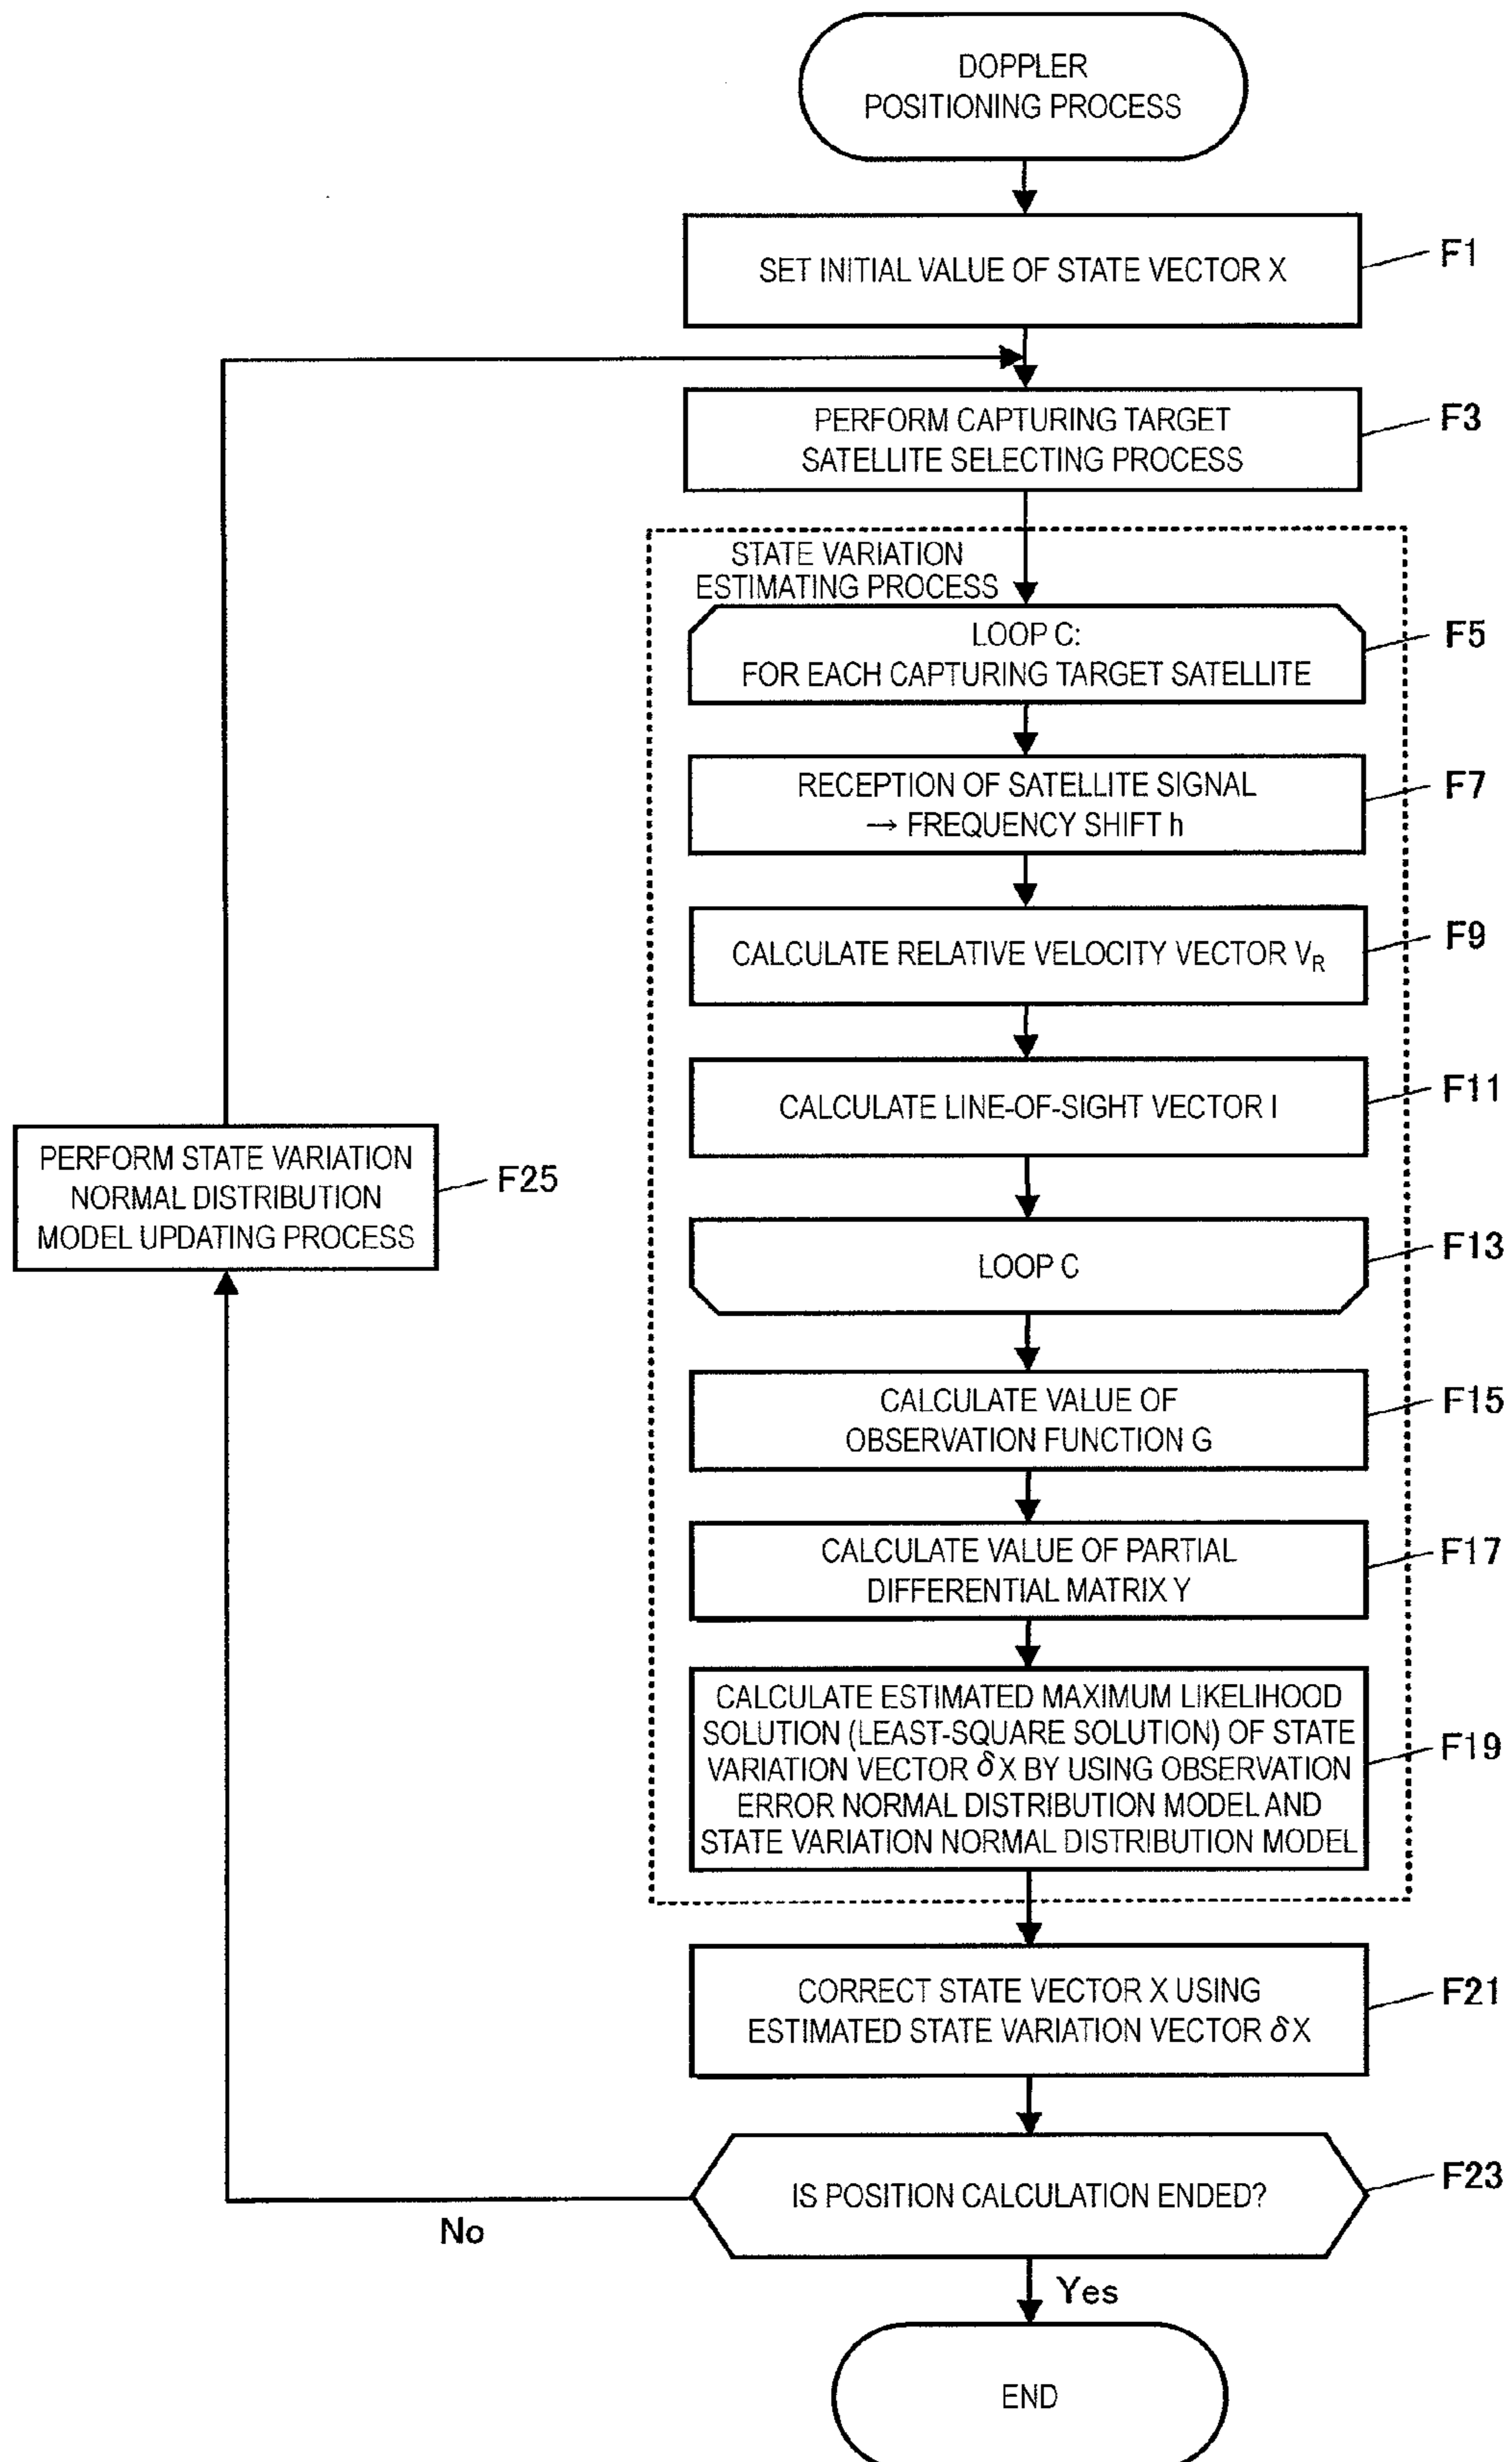 DOPPLER
POSITIONING PROCESS
SET INITIAL VALUE OF STATE VECTOR X
F1
PERFORM CAPTURING TARGET
SATELLITE SELECTING PROCESS
F3
STATE VARIATION
ESTIMATING PROCESS
LOOP C:
FOR EACH CAPTURING TARGET SATELLITE
F5
RECEPTION OF SATELLITE SIGNAL
→ FREQUENCY SHIFT h
F7
CALCULATE RELATIVE VELOCITY VECTOR VR
F9
CALCULATE LINE-OF-SIGHT VECTOR l
F11
LOOP C
F13
CALCULATE VALUE OF
OBSERVATION FUNCTION G
F15
CALCULATE VALUE OF PARTIAL
DIFFERENTIAL MATRIX Y
F17
CALCULATE ESTIMATED MAXIMUM LIKELIHOOD
SOLUTION (LEAST-SQUARE SOLUTION) OF STATE
VARIATION VECTOR δX BY USING OBSERVATION
ERROR NORMAL DISTRIBUTION MODEL AND
STATE VARIATION NORMAL DISTRIBUTION MODEL
F19
CORRECT STATE VECTOR X USING
ESTIMATED STATE VARIATION VECTOR δX
F21
IS POSITION CALCULATION ENDED?
F23
No
Yes
PERFORM STATE VARIATION
NORMAL DISTRIBUTION
MODEL UPDATING PROCESS
F25
END